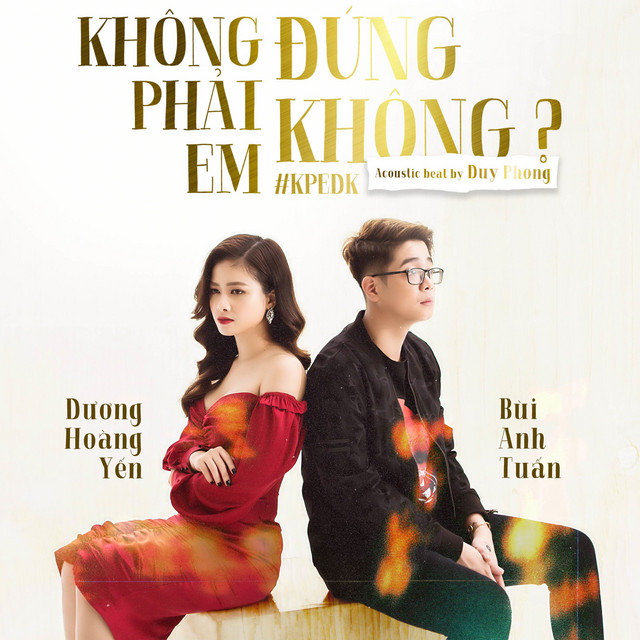 KHÔNG
PHẢI
EM
ĐÚNG
KHÔNG ?
#KPEDK
Acoustic beat by Duy Phong
Dương
Hoàng
Yến
Bùi
Anh
Tuấn